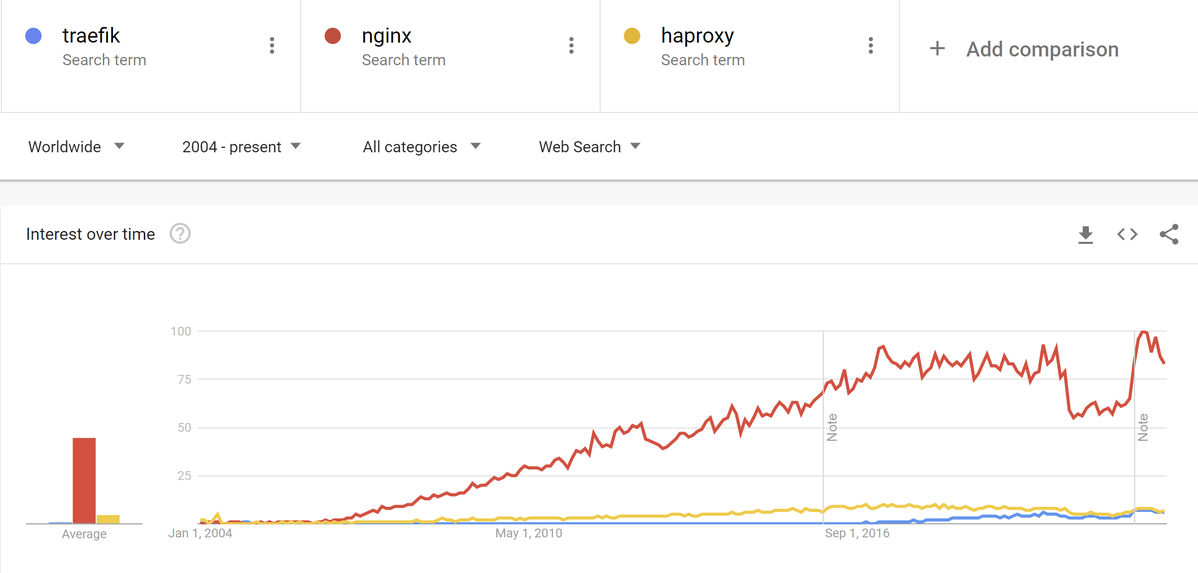 traefik
Search term
nginx
Search term
haproxy
Search term
+ Add comparison
Worldwide
2004 - present
All categories
Web Search
Interest over time ?
100
75
50
25
Note
Note
Average
Jan 1, 2004
May 1, 2010
Sep 1, 2016